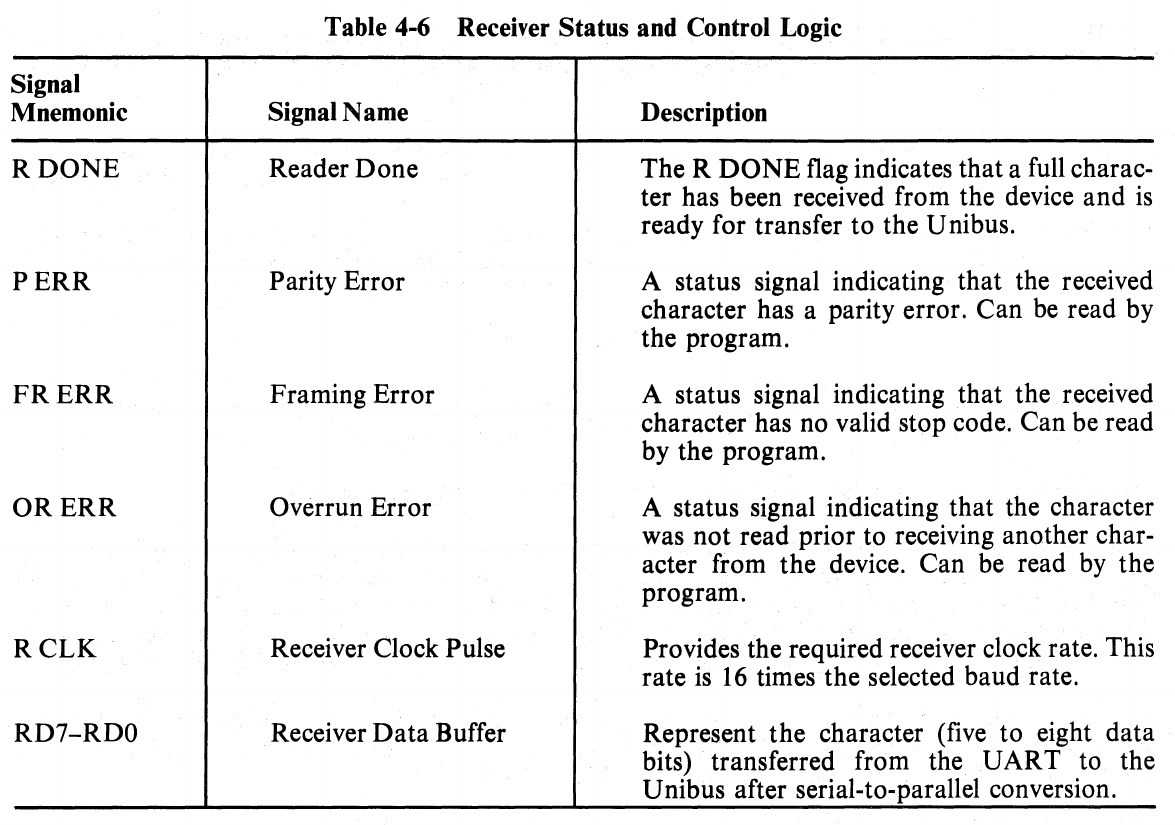 Table 4-6 Receiver Status and Control Logic
Signal
Mnemonic Signal Name Description
R DONE Reader Done The R DONE flag indicates that a full charac-
ter has been received from the device and is
ready for transfer to the Unibus.
P ERR Parity Error A status signal indicating that the received
character has a parity error. Can be read by
the program.
FR ERR Framing Error A status signal indicating that the received
character has no valid stop code. Can be read
by the program.
OR ERR Overrun Error A status signal indicating that the character
was not read prior to receiving another char-
acter from the device. Can be read by the
program.
R CLK Receiver Clock Pulse Provides the required receiver clock rate. This
rate is 16 times the selected baud rate.
RD7–RD0 Receiver Data Buffer Represent the character (five to eight data
bits) transferred from the UART to the
Unibus after serial-to-parallel conversion.